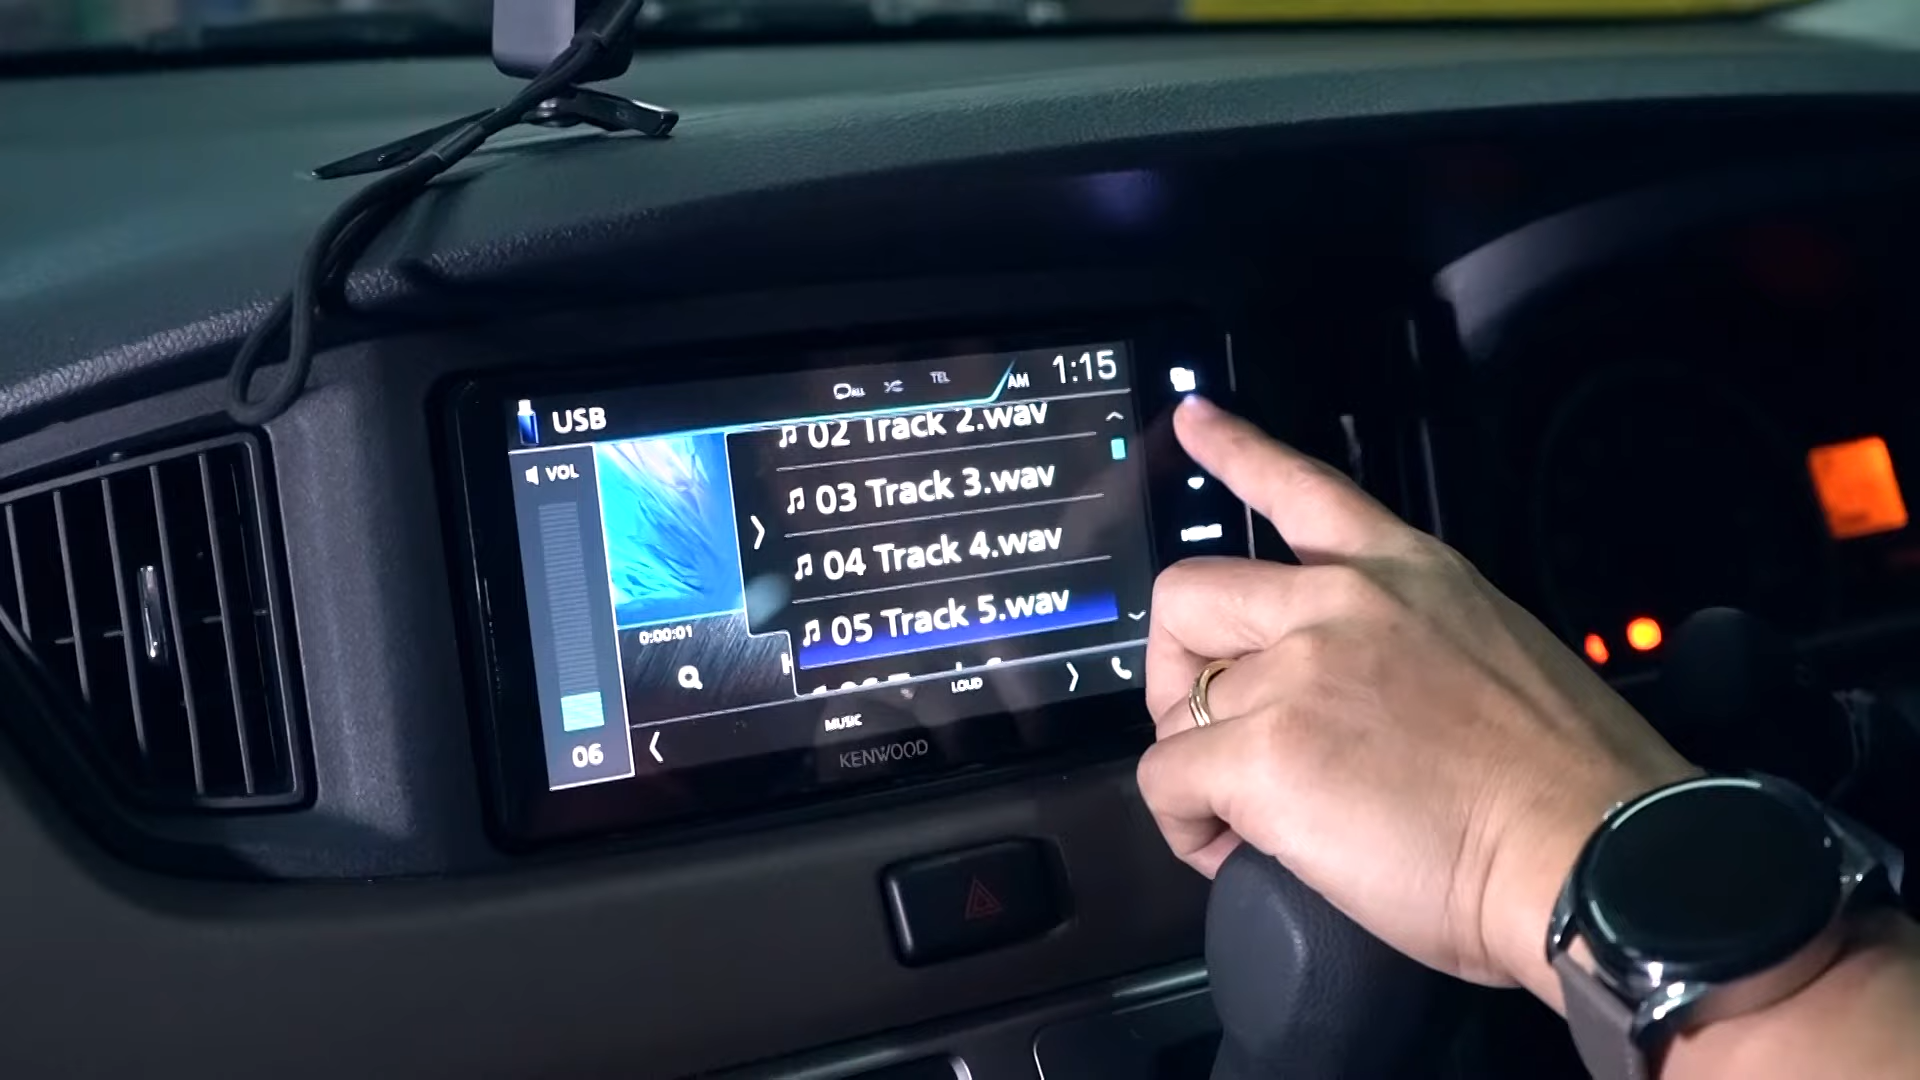 USB
ALL
TEL
AM 1:15
VOL
02 Track 2.wav
03 Track 3.wav
04 Track 4.wav
05 Track 5.wav
0:00:01
LOUD
MUSIC
06
KENWOOD